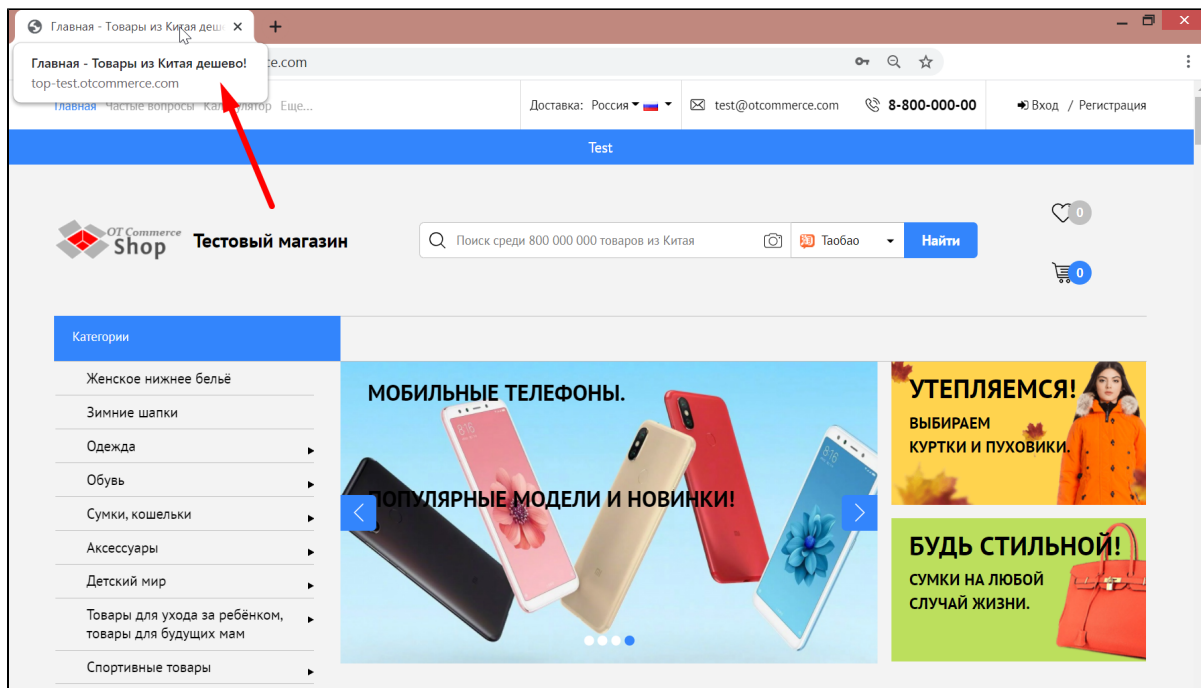 Главная - Товары из Китая деш
Главная - Товары из Китая дешево!
top-test.otcommerce.com
ce.com
Главная Частые вопросы Калькулятор Еще...
Доставка: Россия
test@otcommerce.com
8-800-000-00
Вход / Регистрация
Test
OT Commerce
Shop
Тестовый магазин
Поиск среди 800 000 000 товаров из Китая
Таобао
Найти
0
0
Категории
Женское нижнее бельё
Зимние шапки
Одежда
Обувь
Сумки, кошельки
Аксессуары
Детский мир
Товары для ухода за ребёнком,
товары для будущих мам
Спортивные товары
МОБИЛЬНЫЕ ТЕЛЕФОНЫ.
8:16
8:16
ПОПУЛЯРНЫЕ МОДЕЛИ И НОВИНКИ!
УТЕПЛЯЕМСЯ!
ВЫБИРАЕМ
КУРТКИ И ПУХОВИКИ.
БУДЬ СТИЛЬНОЙ!
СУМКИ НА ЛЮБОЙ
СЛУЧАЙ ЖИЗНИ.